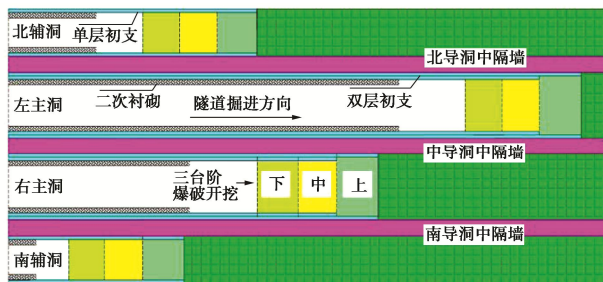 北辅洞
单层初支
北导洞中隔墙
左主洞
二次衬砌
隧道掘进方向
双层初支
中导洞中隔墙
右主洞
三台阶
爆破开挖
下
中
上
南导洞中隔墙
南辅洞